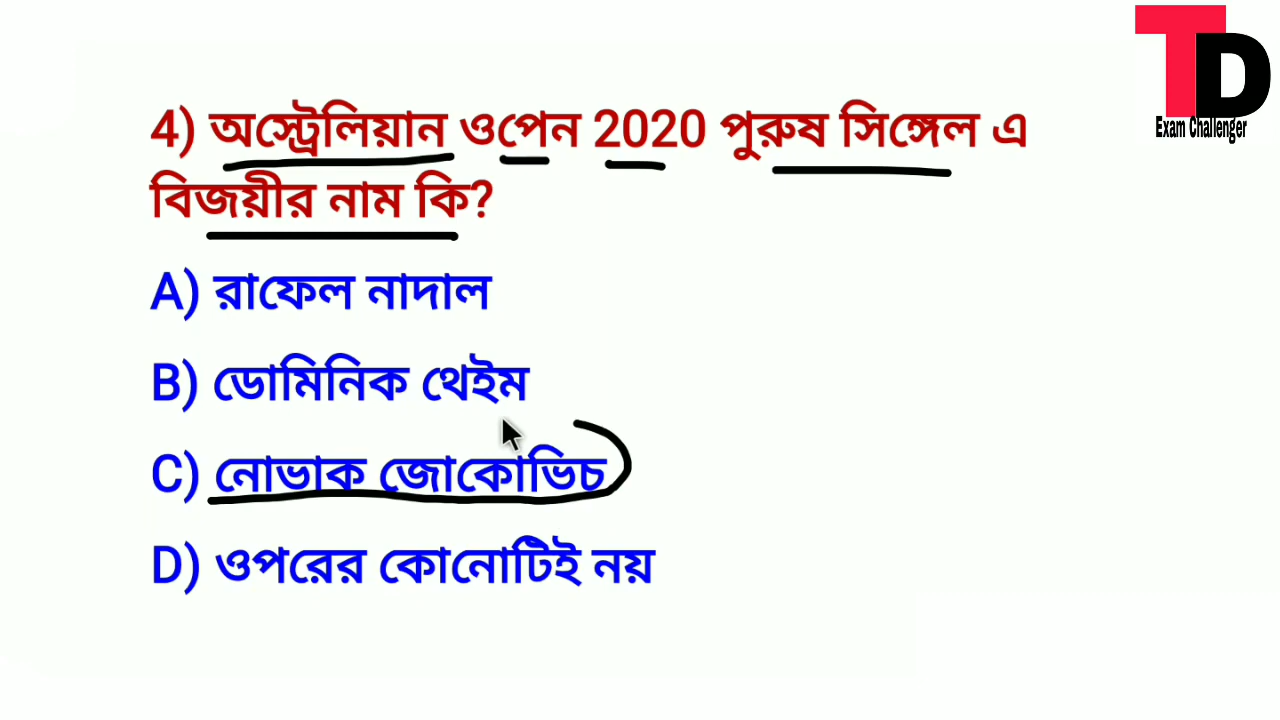 TD
Exam Challenger
4) অস্ট্রেলিয়ান ওপেন 2020 পুরুষ সিঙ্গেল এ
বিজয়ীর নাম কি?
A) রাফেল নাদাল
B) ডোমিনিক থেইম
C) নোভাক জোকোভিচ
D) ওপরের কোনোটিই নয়